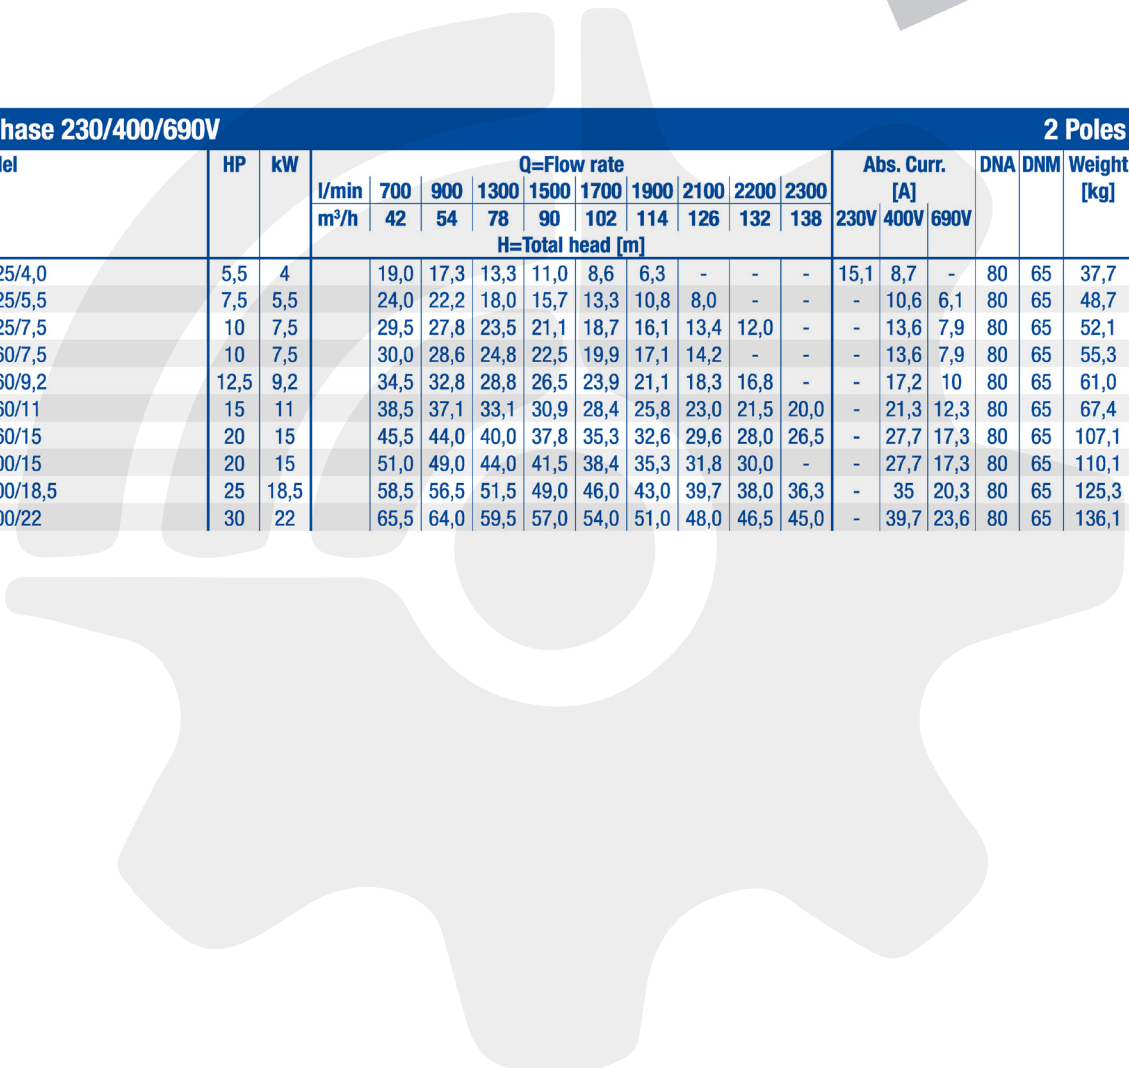 hase 230/400/690V 2 Poles
del HP kW Q=Flow rate Abs. Curr. DNA DNM Weight
l/min 700 900 1300 1500 1700 1900 2100 2200 2300 [A] [kg]
m³/h 42 54 78 90 102 114 126 132 138 230V 400V 690V
H=Total head [m]
25/4,0 5,5 4 19,0 17,3 13,3 11,0 8,6 6,3 - - - 15,1 8,7 - 80 65 37,7
25/5,5 7,5 5,5 24,0 22,2 18,0 15,7 13,3 10,8 8,0 - - - 10,6 6,1 80 65 48,7
25/7,5 10 7,5 29,5 27,8 23,5 21,1 18,7 16,1 13,4 12,0 - - 13,6 7,9 80 65 52,1
60/7,5 10 7,5 30,0 28,6 24,8 22,5 19,9 17,1 14,2 - - - 13,6 7,9 80 65 55,3
60/9,2 12,5 9,2 34,5 32,8 28,8 26,5 23,9 21,1 18,3 16,8 - - 17,2 10 80 65 61,0
60/11 15 11 38,5 37,1 33,1 30,9 28,4 25,8 23,0 21,5 20,0 - 21,3 12,3 80 65 67,4
60/15 20 15 45,5 44,0 40,0 37,8 35,3 32,6 29,6 28,0 26,5 - 27,7 17,3 80 65 107,1
00/15 20 15 51,0 49,0 44,0 41,5 38,4 35,3 31,8 30,0 - - 27,7 17,3 80 65 110,1
00/18,5 25 18,5 58,5 56,5 51,5 49,0 46,0 43,0 39,7 38,0 36,3 - 35 20,3 80 65 125,3
00/22 30 22 65,5 64,0 59,5 57,0 54,0 51,0 48,0 46,5 45,0 - 39,7 23,6 80 65 136,1